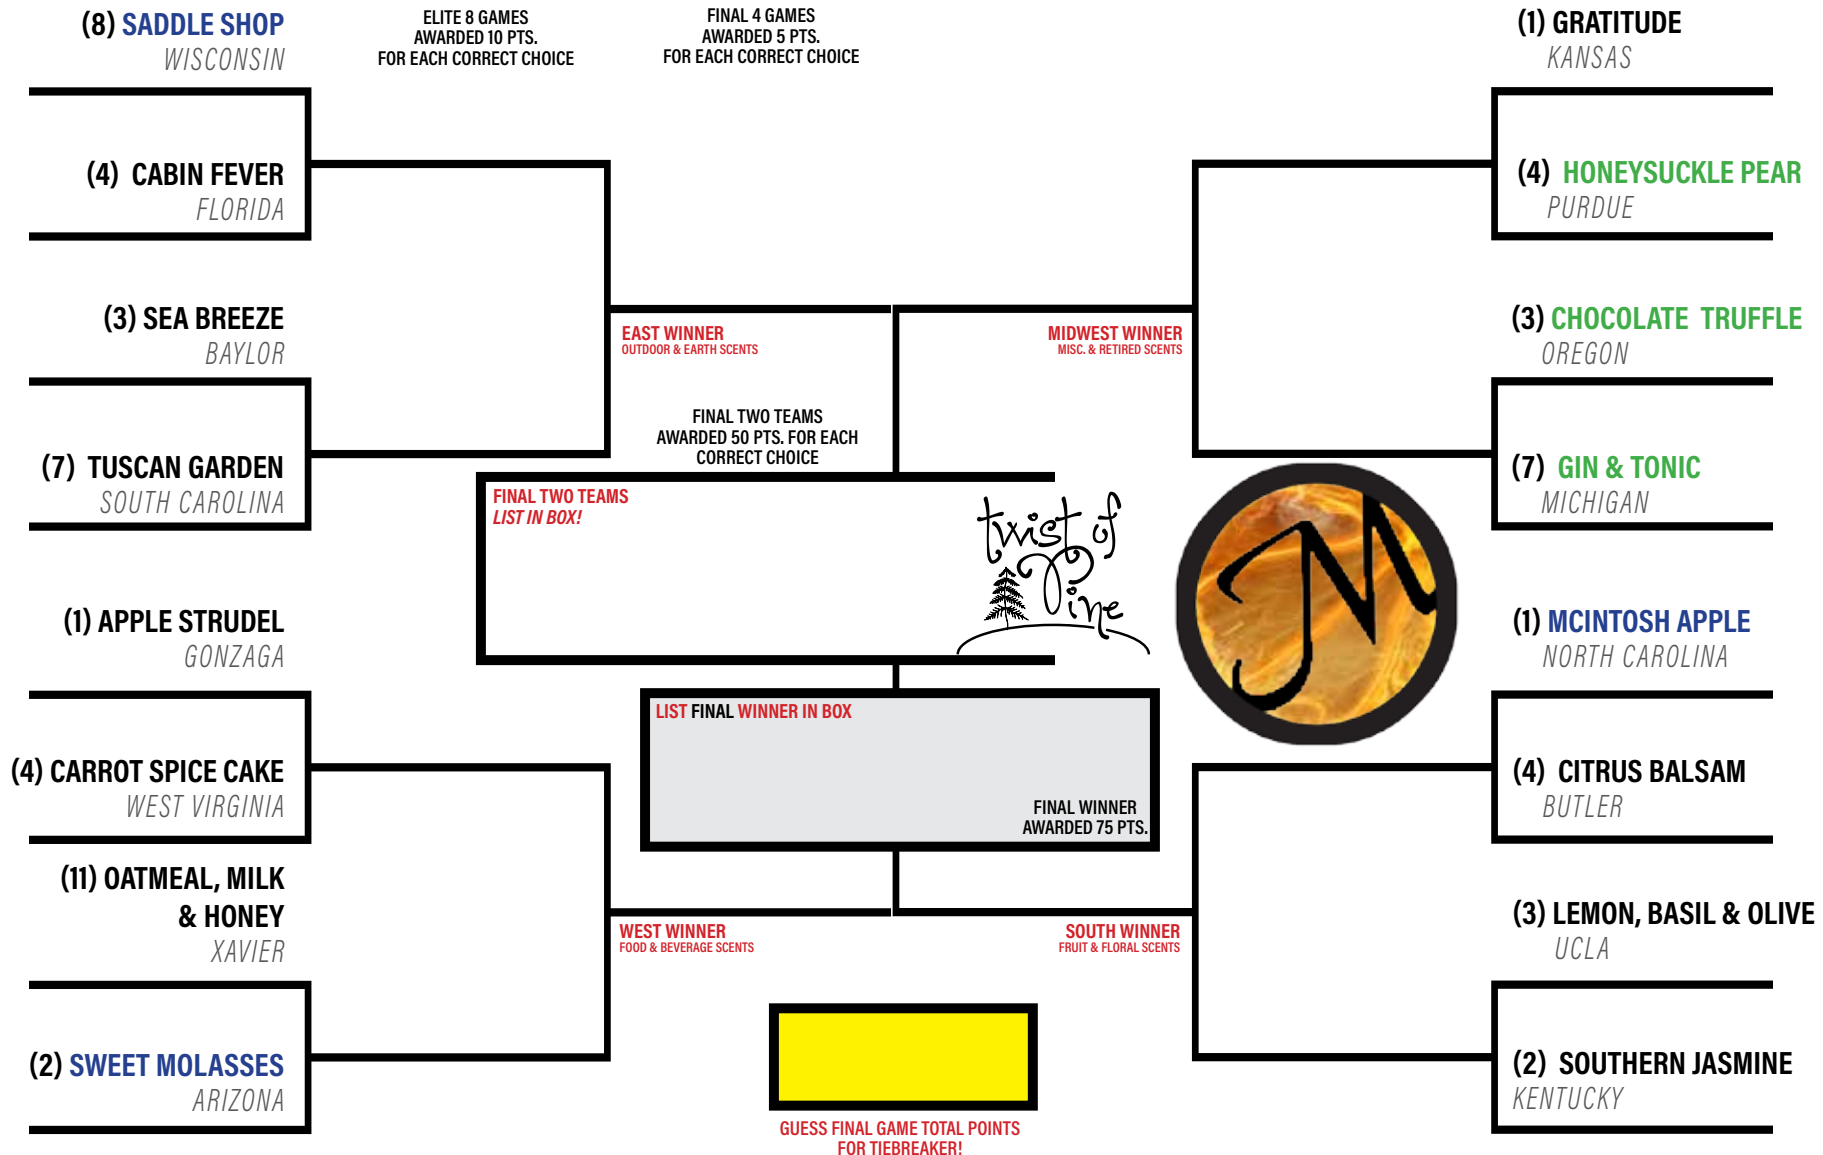 (8) SADDLE SHOP
WISCONSIN
ELITE 8 GAMES
AWARDED 10 PTS.
FOR EACH CORRECT CHOICE
FINAL 4 GAMES
AWARDED 5 PTS.
FOR EACH CORRECT CHOICE
(1) GRATITUDE
KANSAS
(4) CABIN FEVER
FLORIDA
(4) HONEYSUCKLE PEAR
PURDUE
(3) SEA BREEZE
BAYLOR
EAST WINNER
OUTDOOR & EARTH SCENTS
MIDWEST WINNER
MISC. & RETIRED SCENTS
(3) CHOCOLATE TRUFFLE
OREGON
FINAL TWO TEAMS
AWARDED 50 PTS. FOR EACH
CORRECT CHOICE
(7) TUSCAN GARDEN
SOUTH CAROLINA
(7) GIN & TONIC
MICHIGAN
FINAL TWO TEAMS
LIST IN BOX!
twist of
Pine
M
(1) APPLE STRUDEL
GONZAGA
(1) MCINTOSH APPLE
NORTH CAROLINA
LIST FINAL WINNER IN BOX
(4) CARROT SPICE CAKE
WEST VIRGINIA
FINAL WINNER
AWARDED 75 PTS.
(4) CITRUS BALSAM
BUTLER
(11) OATMEAL, MILK
& HONEY
XAVIER
WEST WINNER
FOOD & BEVERAGE SCENTS
SOUTH WINNER
FRUIT & FLORAL SCENTS
(3) LEMON, BASIL & OLIVE
UCLA
(2) SWEET MOLASSES
ARIZONA
(2) SOUTHERN JASMINE
KENTUCKY
GUESS FINAL GAME TOTAL POINTS
FOR TIEBREAKER!